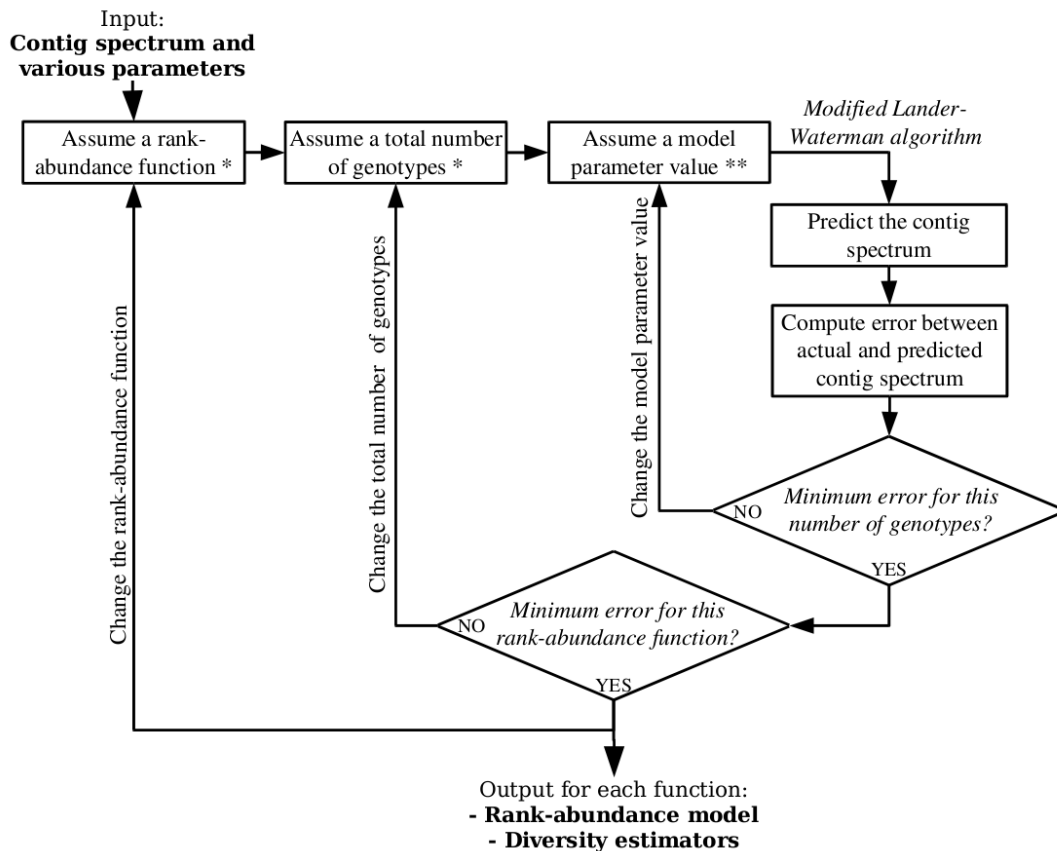 Input:
Contig spectrum and
various parameters
Assume a rank-
abundance function *
Assume a total number
of genotypes *
Assume a model
parameter value **
Modified Lander-
Waterman algorithm
Predict the contig
spectrum
Compute error between
actual and predicted
contig spectrum
Minimum error for this
number of genotypes?
NO
YES
Change the model parameter value
Minimum error for this
rank-abundance function?
NO
YES
Change the total number of genotypes
Change the rank-abundance function
Output for each function:
- Rank-abundance model
- Diversity estimators